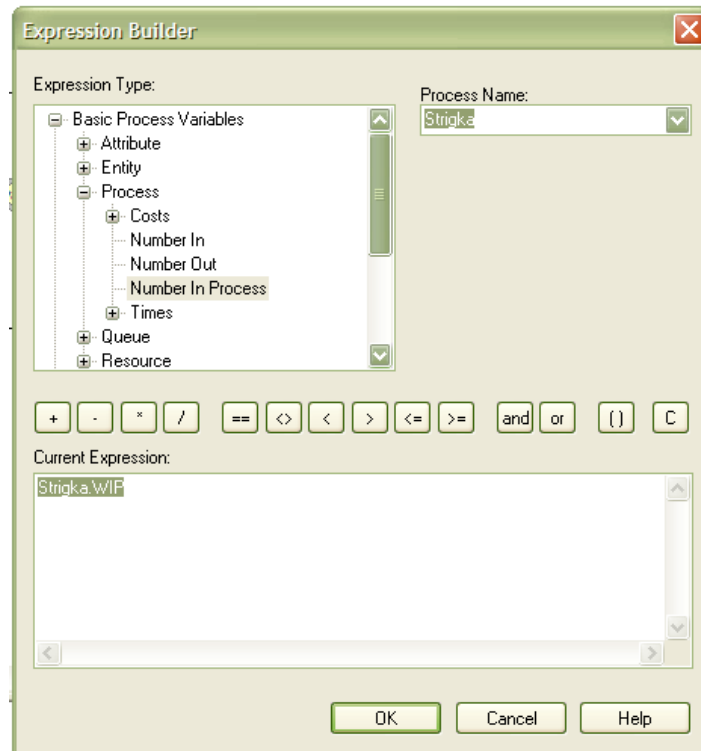 Expression Builder
Expression Type:
Process Name:
Strigka
Basic Process Variables
Attribute
Entity
Process
Costs
Number In
Number Out
Number In Process
Times
Queue
Resource
+ - * / == <> < > <= >= and or () C
Current Expression:
Strigka.WIP
OK Cancel Help